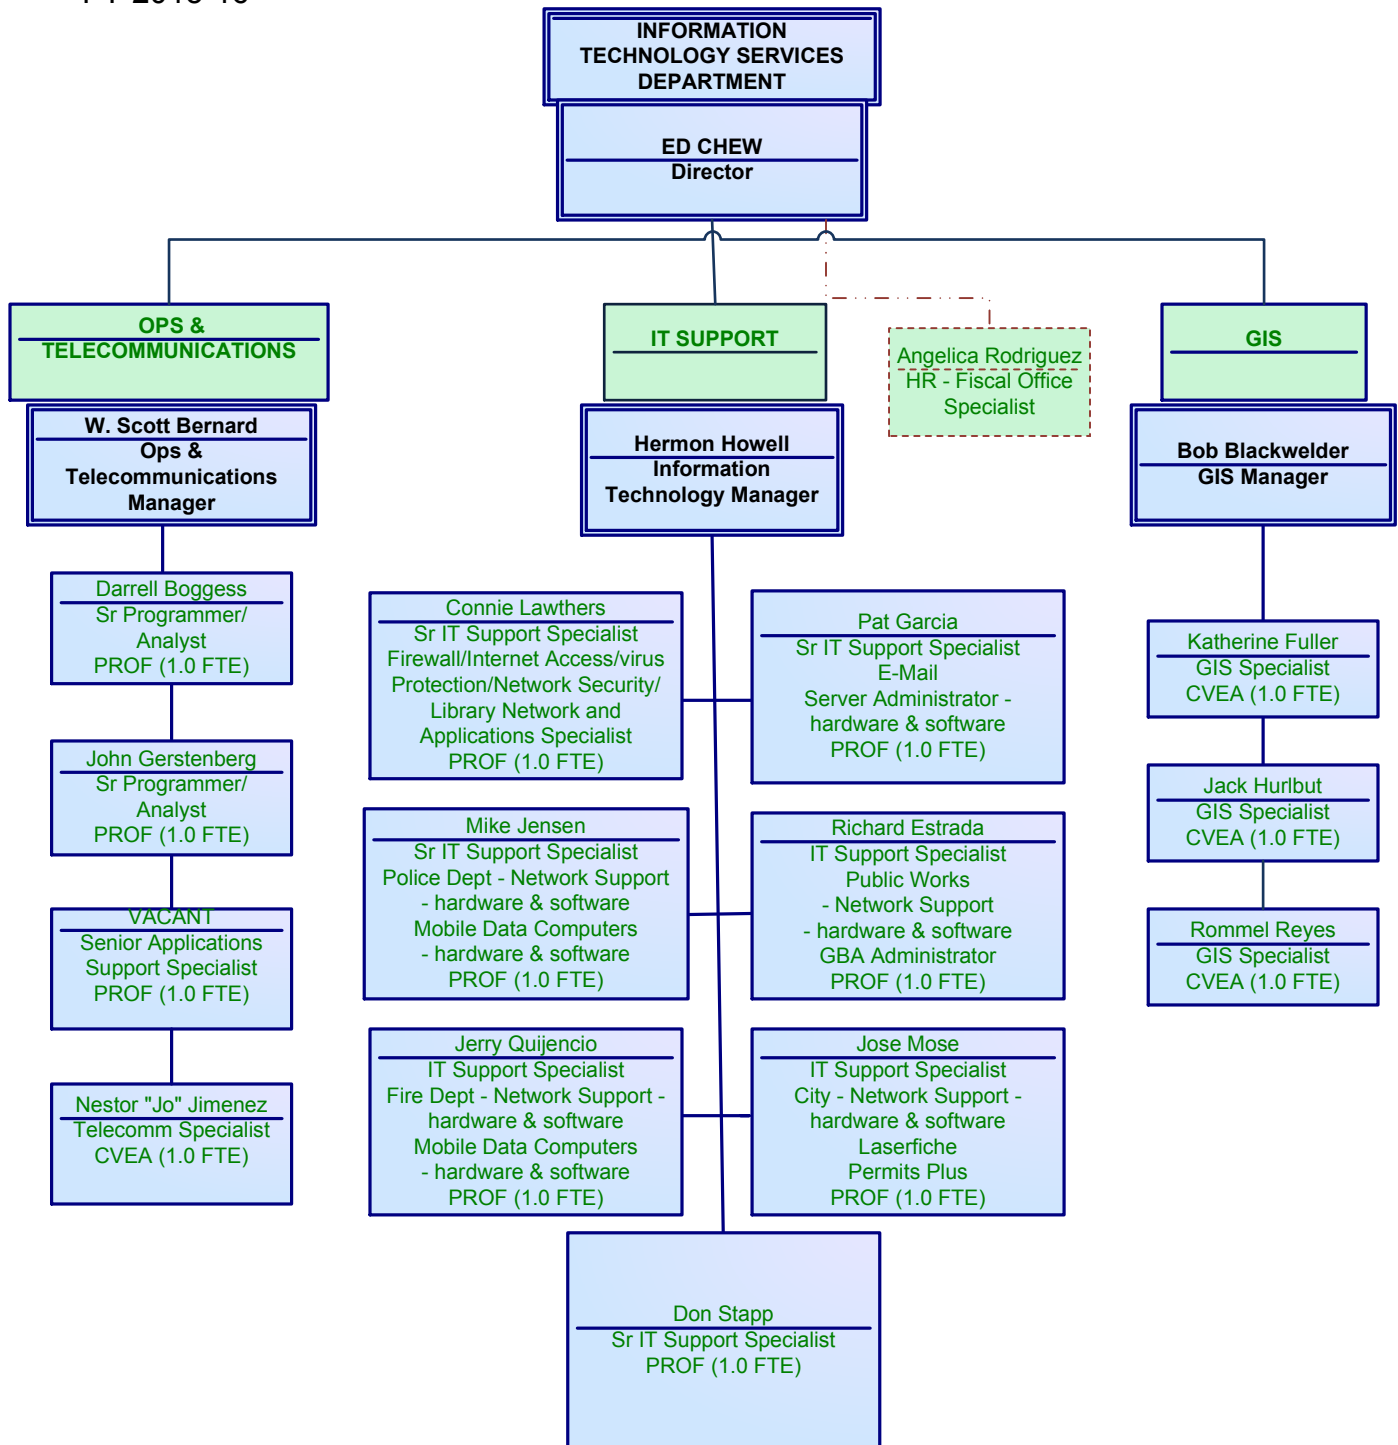 INFORMATION
TECHNOLOGY SERVICES
DEPARTMENT
ED CHEW
Director
OPS &
TELECOMMUNICATIONS
IT SUPPORT
Angelica Rodriguez
HR - Fiscal Office
Specialist
GIS
W. Scott Bernard
Ops &
Telecommunications
Manager
Hermon Howell
Information
Technology Manager
Bob Blackwelder
GIS Manager
Darrell Boggess
Sr Programmer/
Analyst
PROF (1.0 FTE)
John Gerstenberg
Sr Programmer/
Analyst
PROF (1.0 FTE)
VACANT
Senior Applications
Support Specialist
PROF (1.0 FTE)
Nestor "Jo" Jimenez
Telecomm Specialist
CVEA (1.0 FTE)
Connie Lawthers
Sr IT Support Specialist
Firewall/Internet Access/virus
Protection/Network Security/
Library Network and
Applications Specialist
PROF (1.0 FTE)
Pat Garcia
Sr IT Support Specialist
E-Mail
Server Administrator -
hardware & software
PROF (1.0 FTE)
Mike Jensen
Sr IT Support Specialist
Police Dept - Network Support
- hardware & software
Mobile Data Computers
- hardware & software
PROF (1.0 FTE)
Richard Estrada
IT Support Specialist
Public Works
- Network Support
- hardware & software
GBA Administrator
PROF (1.0 FTE)
Jerry Quijencio
IT Support Specialist
Fire Dept - Network Support -
hardware & software
Mobile Data Computers
- hardware & software
PROF (1.0 FTE)
Jose Mose
IT Support Specialist
City - Network Support -
hardware & software
Laserfiche
Permits Plus
PROF (1.0 FTE)
Don Stapp
Sr IT Support Specialist
PROF (1.0 FTE)
Katherine Fuller
GIS Specialist
CVEA (1.0 FTE)
Jack Hurlbut
GIS Specialist
CVEA (1.0 FTE)
Rommel Reyes
GIS Specialist
CVEA (1.0 FTE)